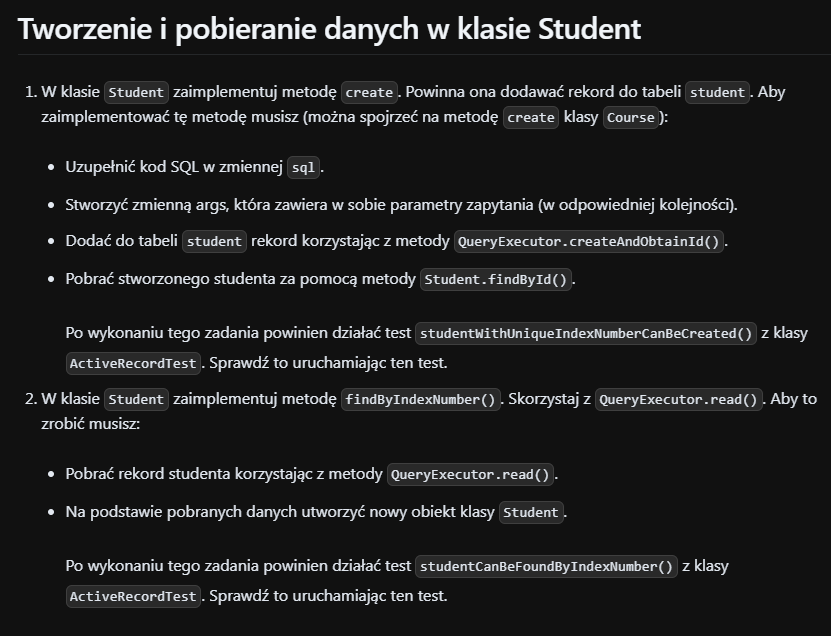 Tworzenie i pobieranie danych w klasie Student
1. W klasie Student zaimplementuj metodę create. Powinna ona dodawać rekord do tabeli student. Aby
zaimplementować tę metodę musisz (można spojrzeć na metodę create klasy Course):
• Uzupełnić kod SQL w zmiennej sql.
• Stworzyć zmienną args, która zawiera w sobie parametry zapytania (w odpowiedniej kolejności).
• Dodać do tabeli student rekord korzystając z metody QueryExecutor.createAndObtainId().
• Pobrać stworzonego studenta za pomocą metody Student.findById().
Po wykonaniu tego zadania powinien działać test studentWithUniqueIndexNumberCanBeCreated() z klasy
ActiveRecordTest. Sprawdź to uruchamiając ten test.
2. W klasie Student zaimplementuj metodę findByIndexNumber(). Skorzystaj z QueryExecutor.read(). Aby to
zrobić musisz:
• Pobrać rekord studenta korzystając z metody QueryExecutor.read().
• Na podstawie pobranych danych utworzyć nowy obiekt klasy Student.
Po wykonaniu tego zadania powinien działać test studentCanBeFoundByIndexNumber() z klasy
ActiveRecordTest. Sprawdź to uruchamiając ten test.